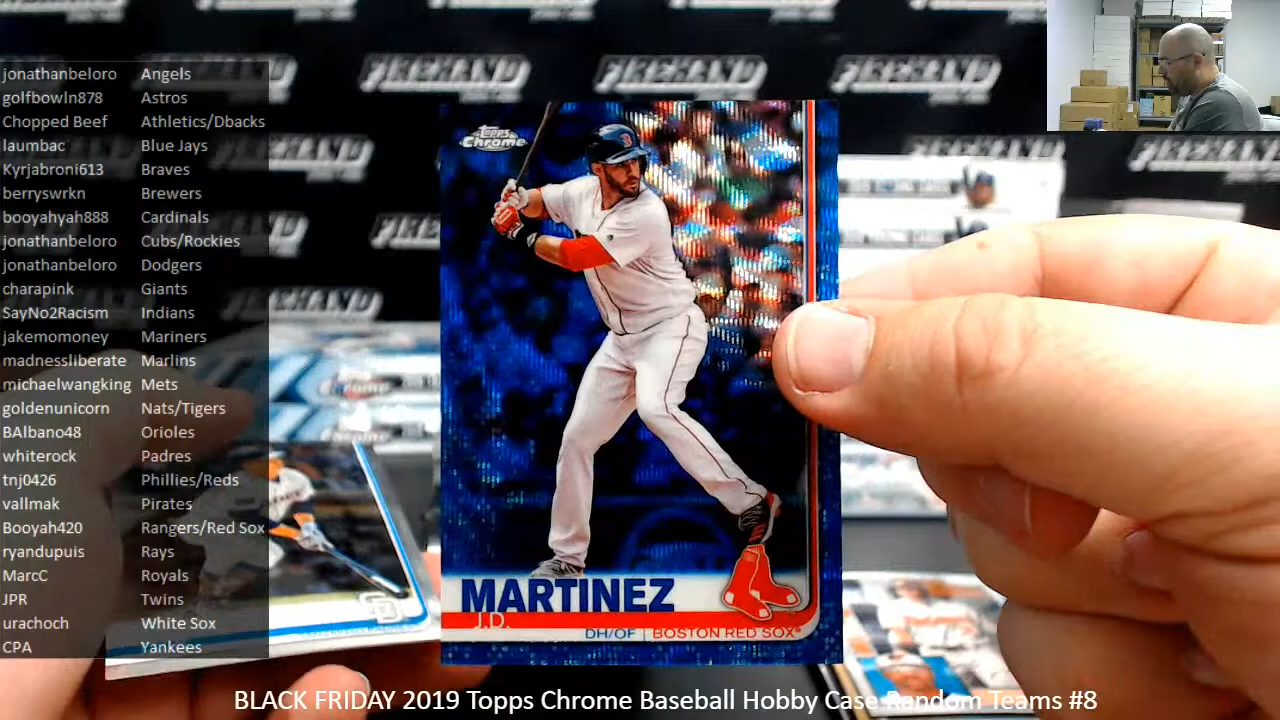 jonathanbeloro Angels
golfbowln878 Astros
Chopped Beef Athletics/Dbacks
laumbac Blue Jays
Kyrjabroni613 Braves
berryswrkn Brewers
booyahyah888 Cardinals
jonathanbeloro Cubs/Rockies
jonathanbeloro Dodgers
charapink Giants
SayNo2Racism Indians
jakemomoney Mariners
madnessliberate Marlins
michaelwangking Mets
goldenunicorn Nats/Tigers
BAlbano48 Orioles
whiterock Padres
tnj0426 Phillies/Reds
vallmak Pirates
Booyah420 Rangers/Red Sox
ryandupuis Rays
MarcC Royals
JPR Twins
urachoch White Sox
CPA Yankees
FIREHAND FIREHAND FIREHAND
Topps
Chrome
B
MARTINEZ
J.D.
DH/OF | BOSTON RED SOX
Chrome
BLACK FRIDAY 2019 Topps Chrome Baseball Hobby Case Random Teams #8